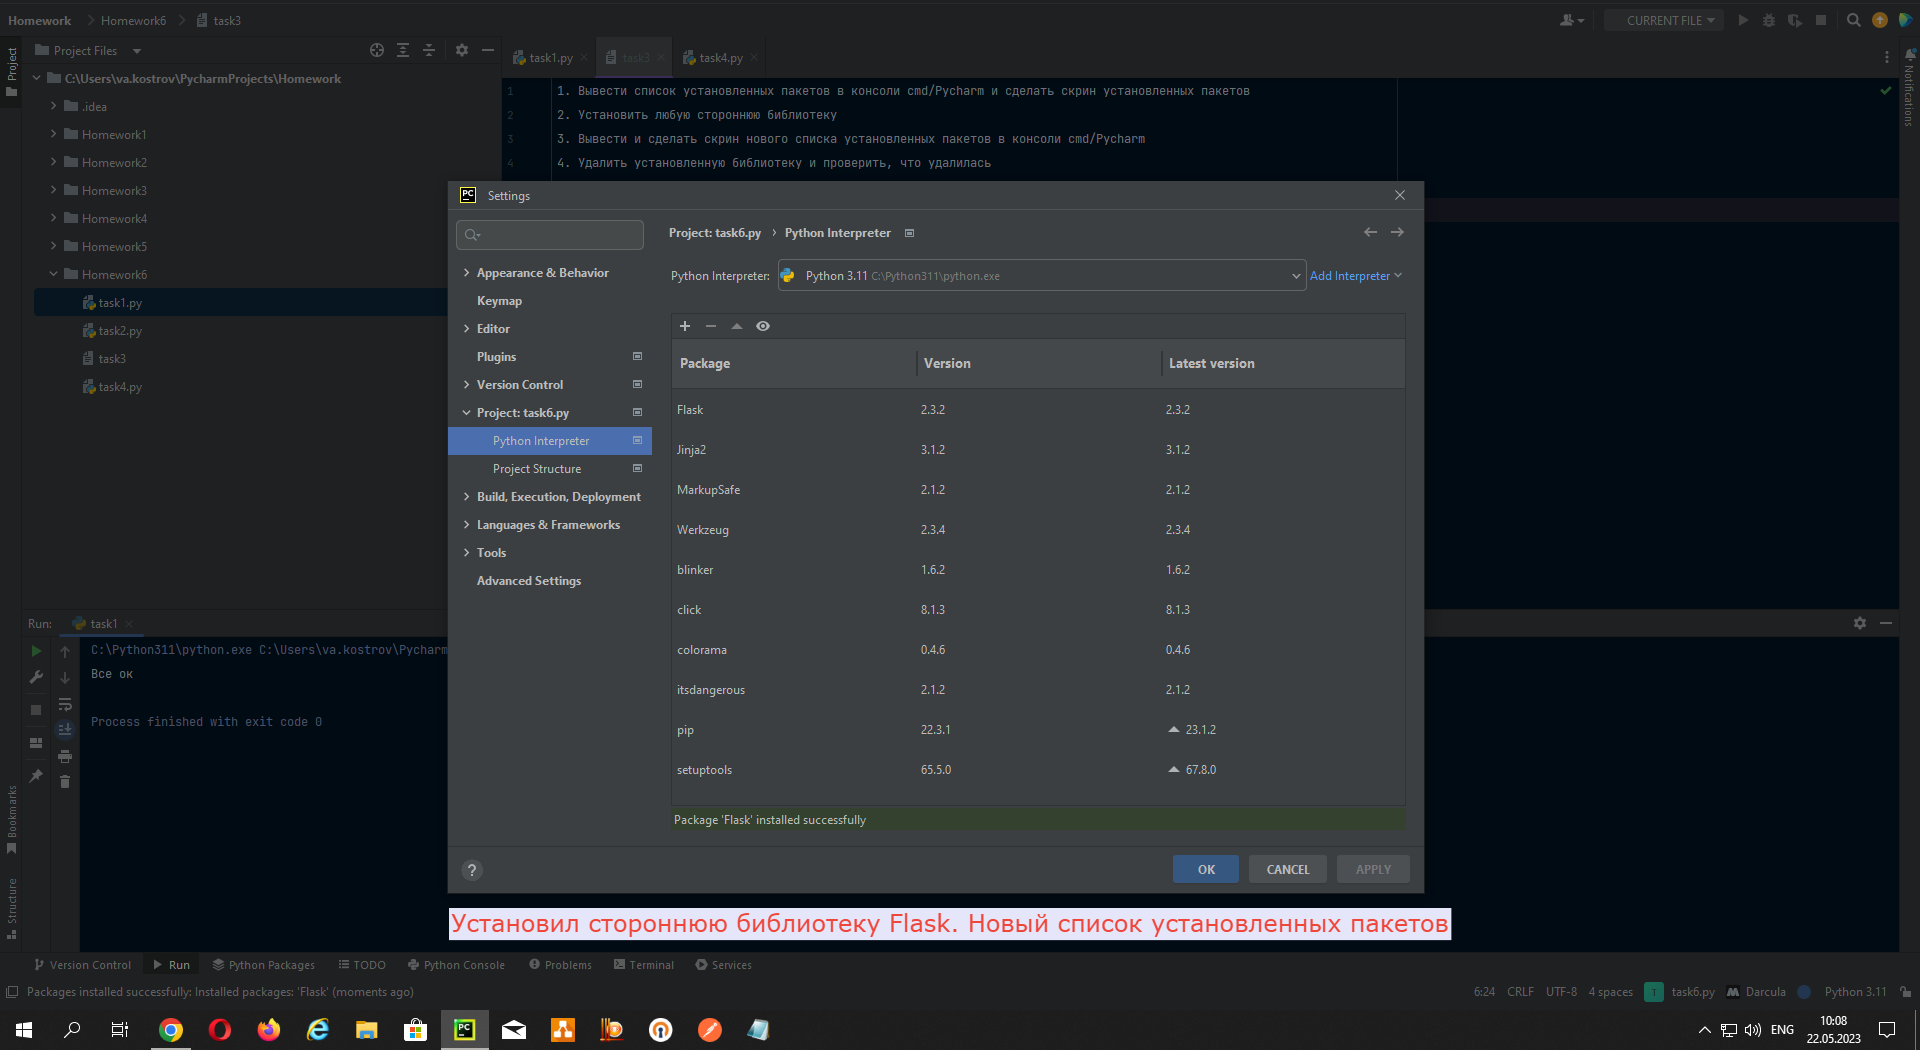 Homework Homework6 task3 CURRENT FILE
Project Files
task1.py task3 task4.py
Project
Notifications
C:\Users\va.kostrov\PycharmProjects\Homework
.idea
Homework1
Homework2
Homework3
Homework4
Homework5
Homework6
task1.py
task2.py
task3
task4.py
1 1. Вывести список установленных пакетов в консоли cmd/Pycharm и сделать скрин установленных пакетов
2 2. Установить любую стороннюю библиотеку
3 3. Вывести и сделать скрин нового списка установленных пакетов в консоли cmd/Pycharm
4 4. Удалить установленную библиотеку и проверить, что удалилась
PC Settings
Appearance & Behavior
Keymap
Editor
Plugins
Version Control
Project: task6.py
Python Interpreter
Project Structure
Build, Execution, Deployment
Languages & Frameworks
Tools
Advanced Settings
Project: task6.py › Python Interpreter
Python Interpreter: Python 3.11 C:\Python311\python.exe Add Interpreter
Package Version Latest version
Flask 2.3.2 2.3.2
Jinja2 3.1.2 3.1.2
MarkupSafe 2.1.2 2.1.2
Werkzeug 2.3.4 2.3.4
blinker 1.6.2 1.6.2
click 8.1.3 8.1.3
colorama 0.4.6 0.4.6
itsdangerous 2.1.2 2.1.2
pip 22.3.1 23.1.2
setuptools 65.5.0 67.8.0
Package 'Flask' installed successfully
? OK CANCEL APPLY
Run: task1
C:\Python311\python.exe C:\Users\va.kostrov\Pycharm
Все ок
Process finished with exit code 0
Bookmarks
Structure
Установил стороннюю библиотеку Flask. Новый список установленных пакетов
Version Control Run Python Packages TODO Python Console Problems Terminal Services
Packages installed successfully: Installed packages: 'Flask' (moments ago) 6:24 CRLF UTF-8 4 spaces T task6.py M Darcula Python 3.11
PC
ENG
10:08
22.05.2023